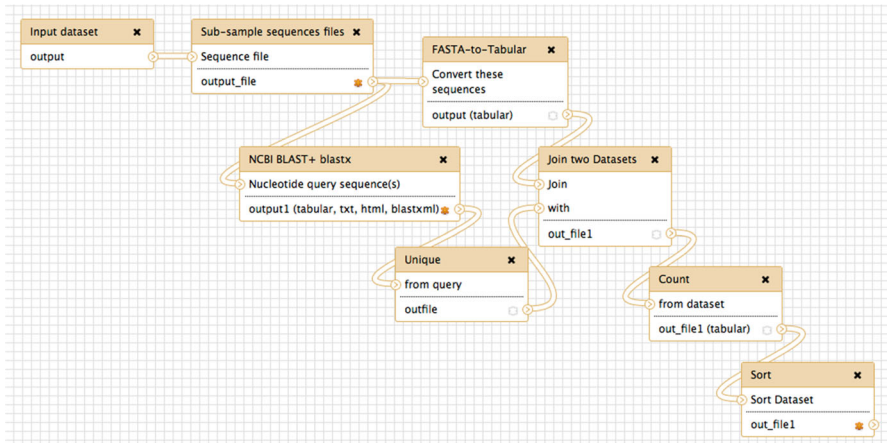 Input dataset
output
Sub-sample sequences files
Sequence file
output_file
FASTA-to-Tabular
Convert these
sequences
output (tabular)
NCBI BLAST+ blastx
Nucleotide query sequence(s)
output1 (tabular, txt, html, blastxml)
Join two Datasets
Join
with
out_file1
Unique
from query
outfile
Count
from dataset
out_file1 (tabular)
Sort
Sort Dataset
out_file1